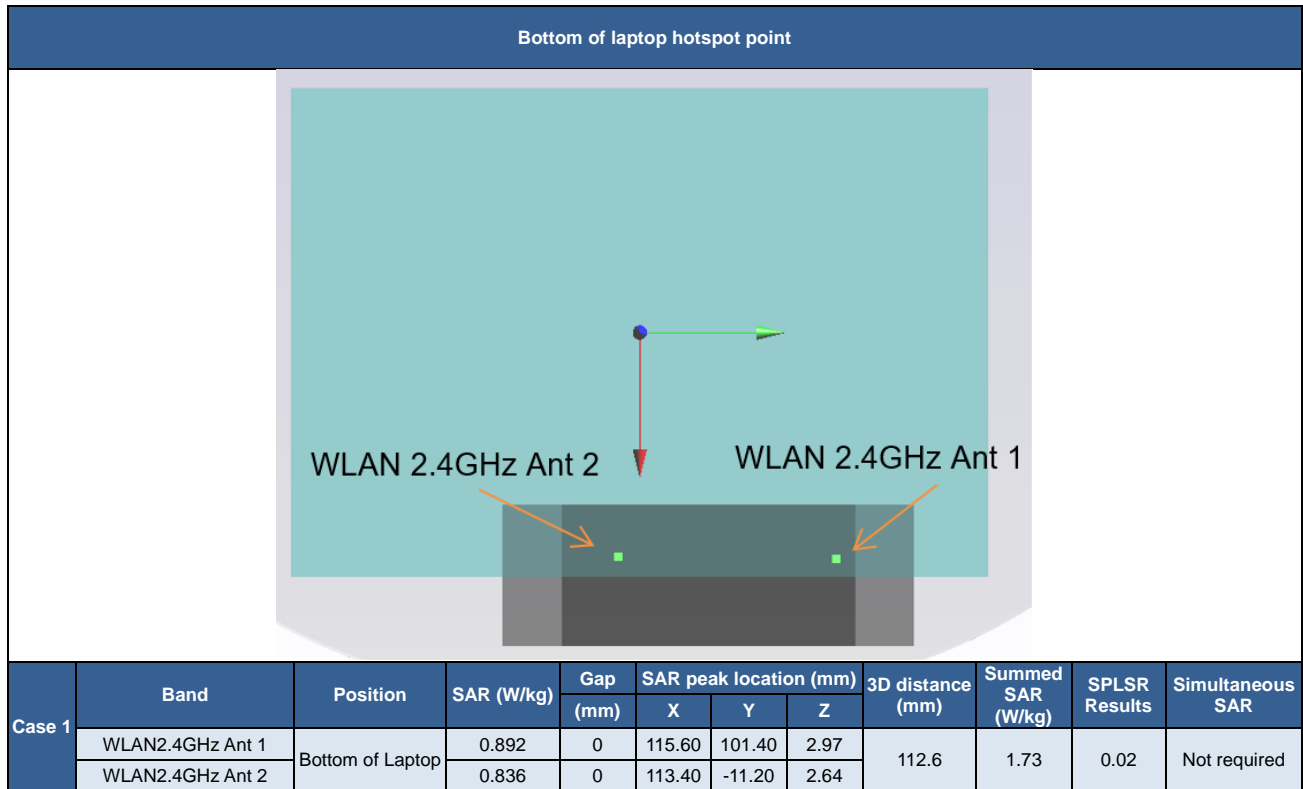 Bottom of laptop hotspot point
WLAN 2.4GHz Ant 2
WLAN 2.4GHz Ant 1
Case 1
Band
Position
SAR (W/kg)
Gap
(mm)
SAR peak location (mm)
X
Y
Z
3D distance
(mm)
Summed
SAR
(W/kg)
SPLSR
Results
Simultaneous
SAR
WLAN2.4GHz Ant 1
Bottom of Laptop
0.892
0
115.60
101.40
2.97
112.6
1.73
0.02
Not required
WLAN2.4GHz Ant 2
0.836
0
113.40
-11.20
2.64